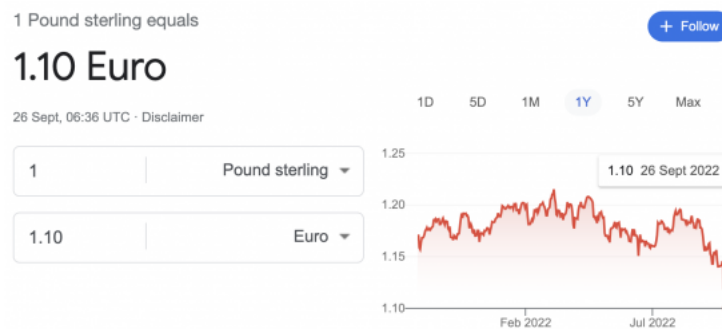 1 Pound sterling equals
+ Follow
1.10 Euro
26 Sept, 06:36 UTC · Disclaimer
1D 5D 1M 1Y 5Y Max
1 Pound sterling
1.10 Euro
1.25
1.10 26 Sept 2022
1.20
1.15
1.10
Feb 2022 Jul 2022